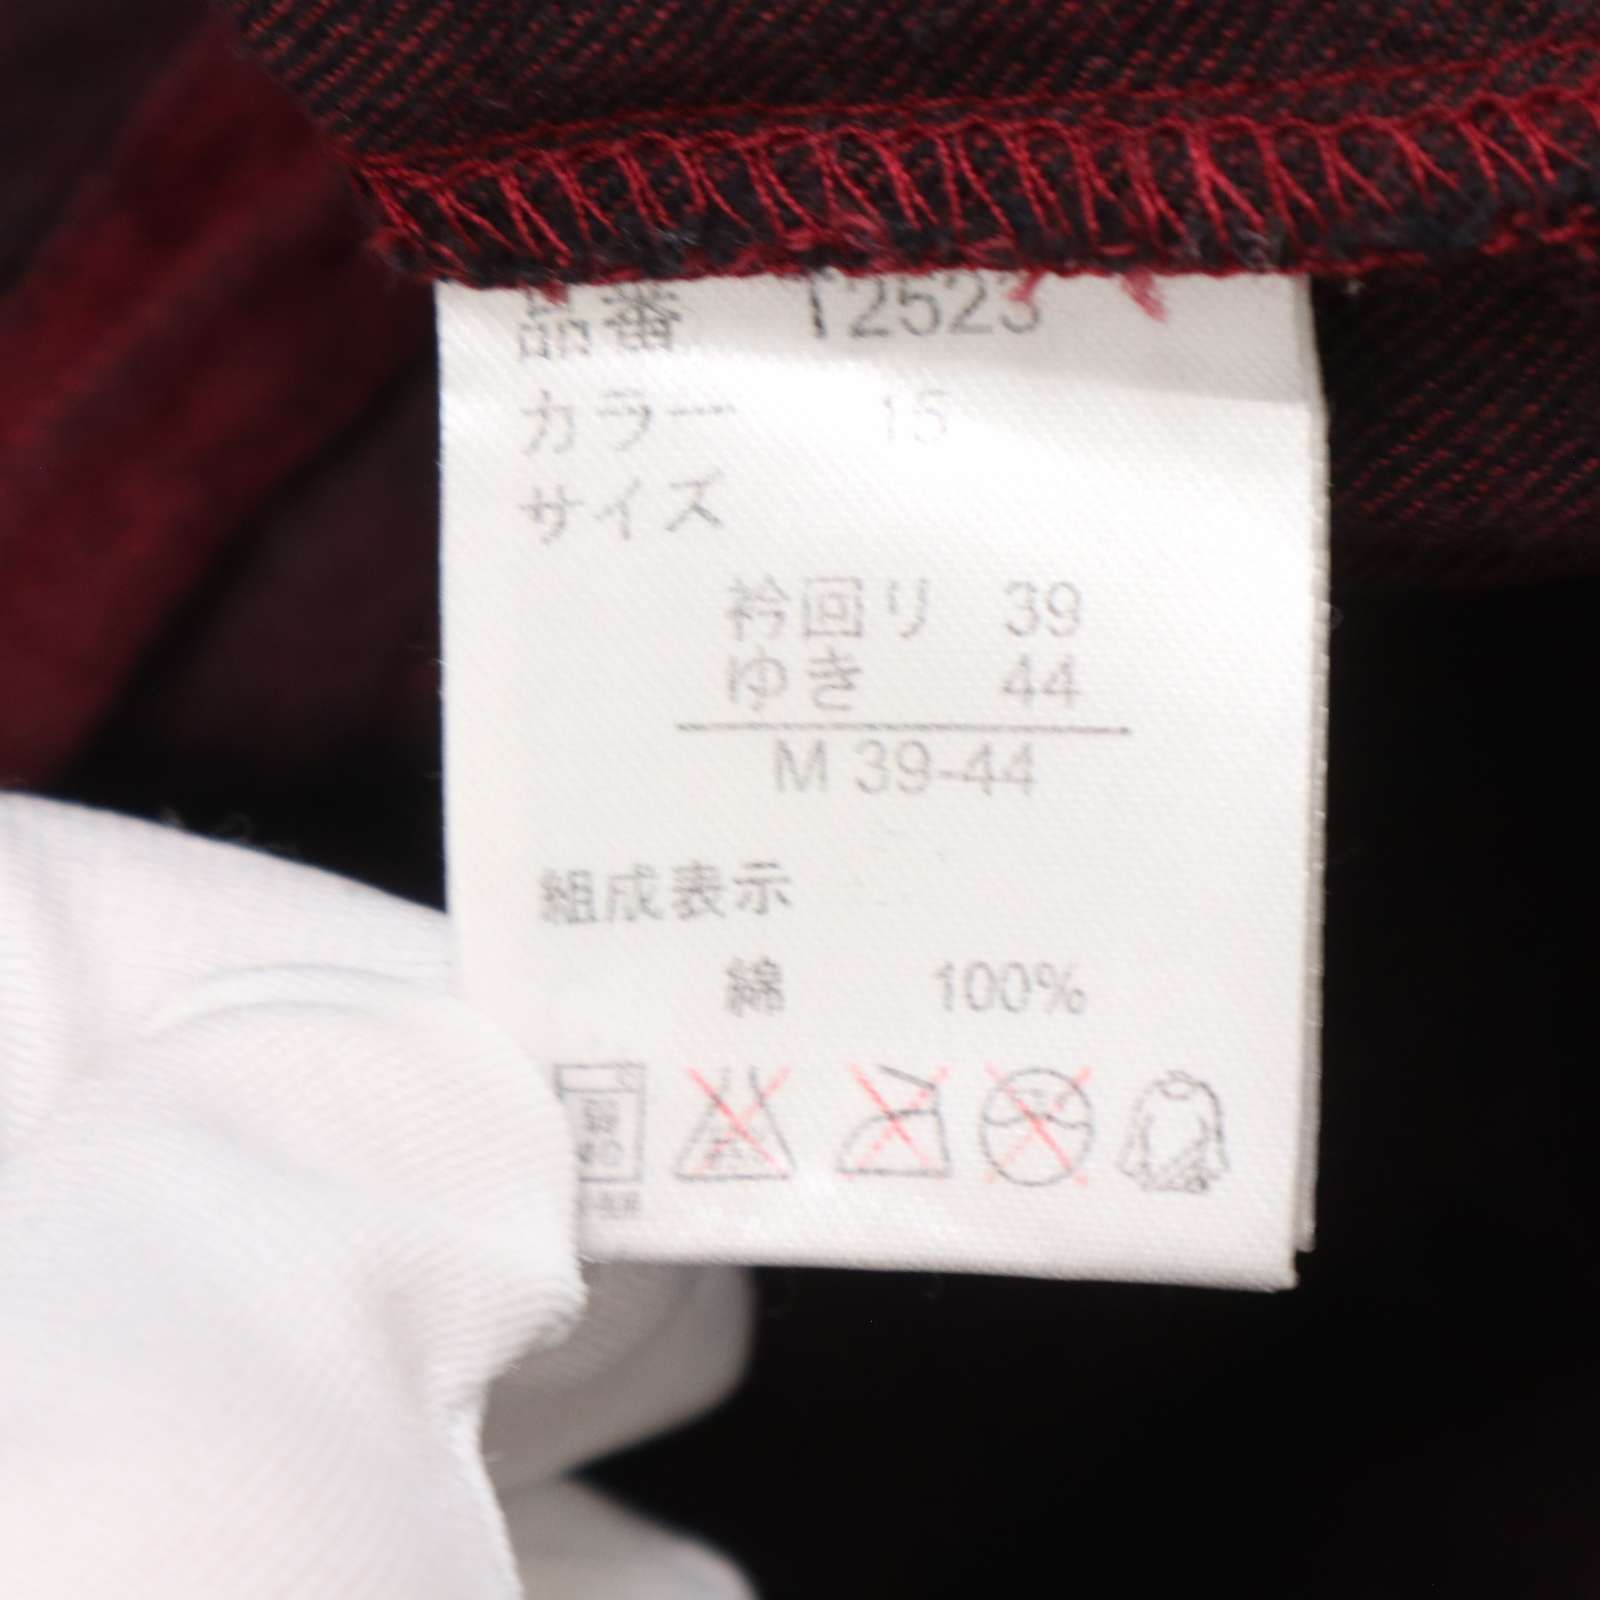 品番 T2523
カラー 15
サイズ
衿回り 39
ゆき 44
M 39-44
組成表示
綿 100%